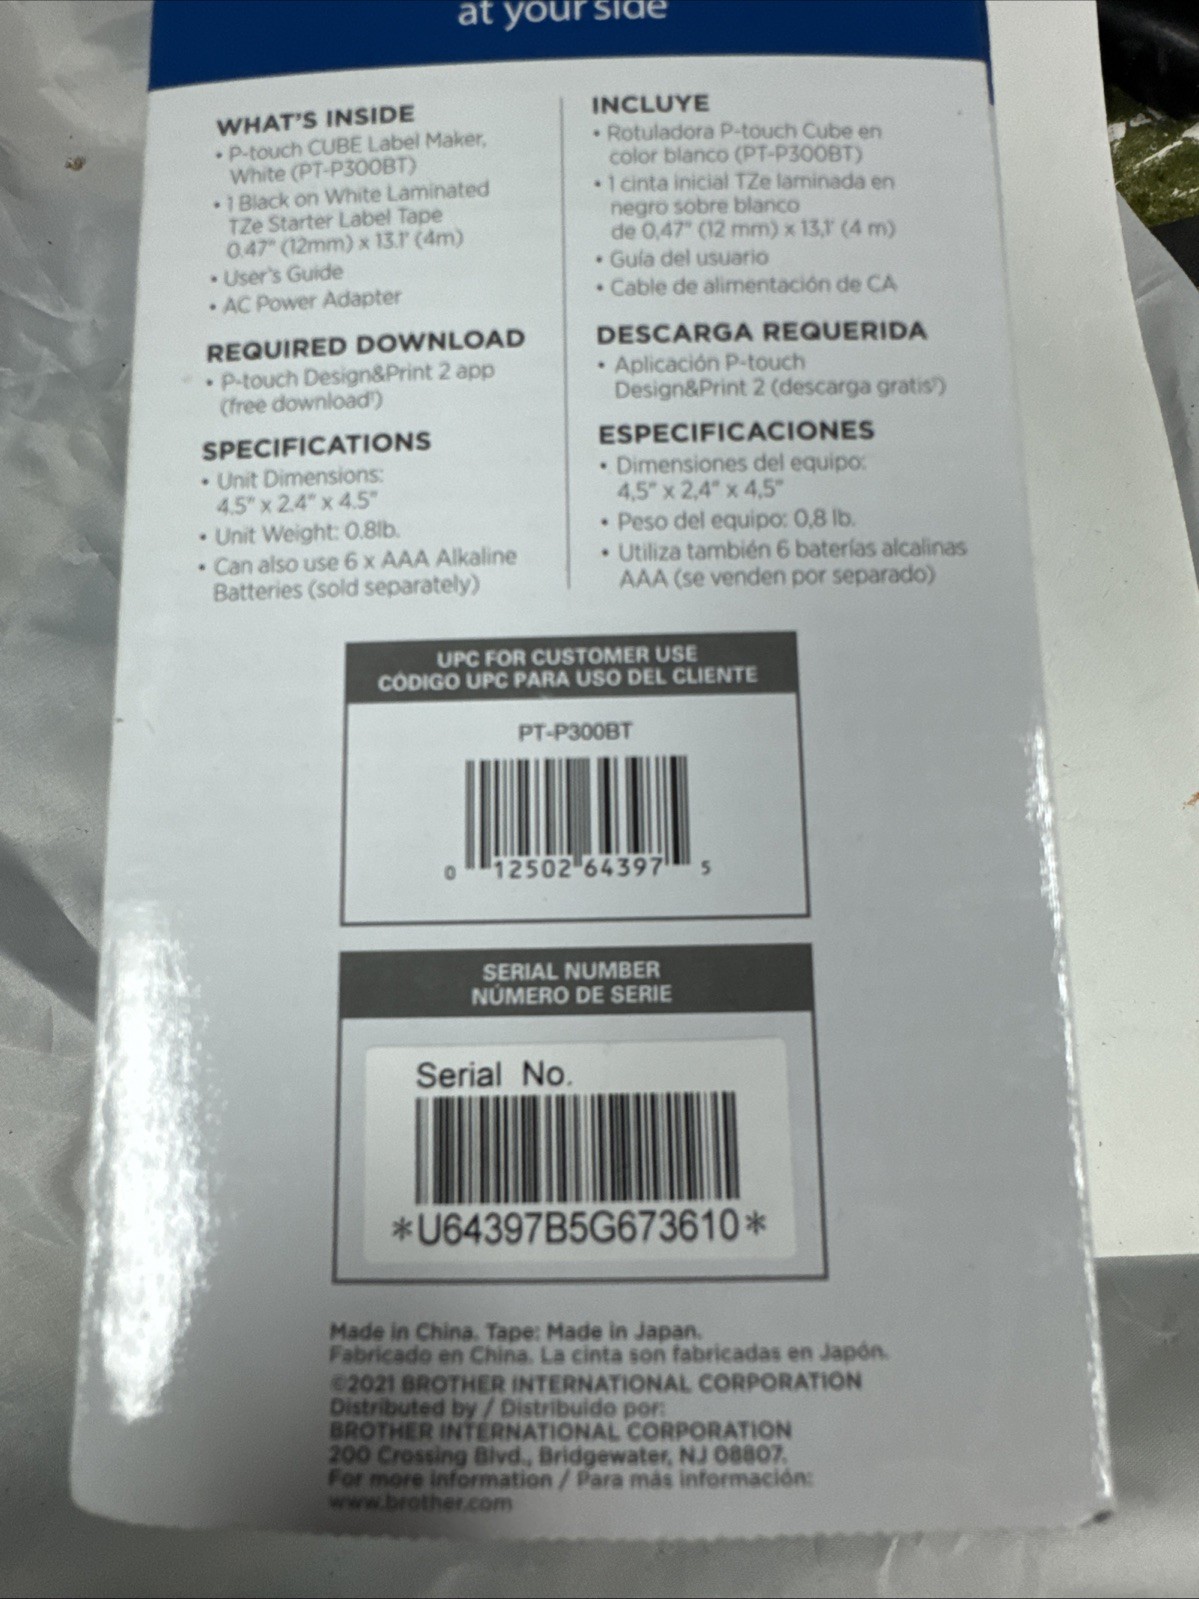 at your side
WHAT'S INSIDE
• P-touch CUBE Label Maker,
White (PT-P300BT)
• 1 Black on White Laminated
TZe Starter Label Tape
0.47" (12mm) x 13.1' (4m)
• User's Guide
• AC Power Adapter
REQUIRED DOWNLOAD
• P-touch Design&Print 2 app
(free download¹)
SPECIFICATIONS
• Unit Dimensions:
4.5" x 2.4" x 4.5"
• Unit Weight: 0.8lb.
• Can also use 6 x AAA Alkaline
Batteries (sold separately)
INCLUYE
• Rotuladora P-touch Cube en
color blanco (PT-P300BT)
• 1 cinta inicial TZe laminada en
negro sobre blanco
de 0,47" (12 mm) x 13,1' (4 m)
• Guía del usuario
• Cable de alimentación de CA
DESCARGA REQUERIDA
• Aplicación P-touch
Design&Print 2 (descarga gratis¹)
ESPECIFICACIONES
• Dimensiones del equipo:
4,5" x 2,4" x 4,5"
• Peso del equipo: 0,8 lb.
• Utiliza también 6 baterías alcalinas
AAA (se venden por separado)
UPC FOR CUSTOMER USE
CÓDIGO UPC PARA USO DEL CLIENTE
PT-P300BT
0 12502 64397 5
SERIAL NUMBER
NÚMERO DE SERIE
Serial No.
*U64397B5G673610*
Made in China. Tape: Made in Japan.
Fabricado en China. La cinta son fabricadas en Japón.
©2021 BROTHER INTERNATIONAL CORPORATION
Distributed by / Distribuido por:
BROTHER INTERNATIONAL CORPORATION
200 Crossing Blvd., Bridgewater, NJ 08807.
For more information / Para más información:
www.brother.com